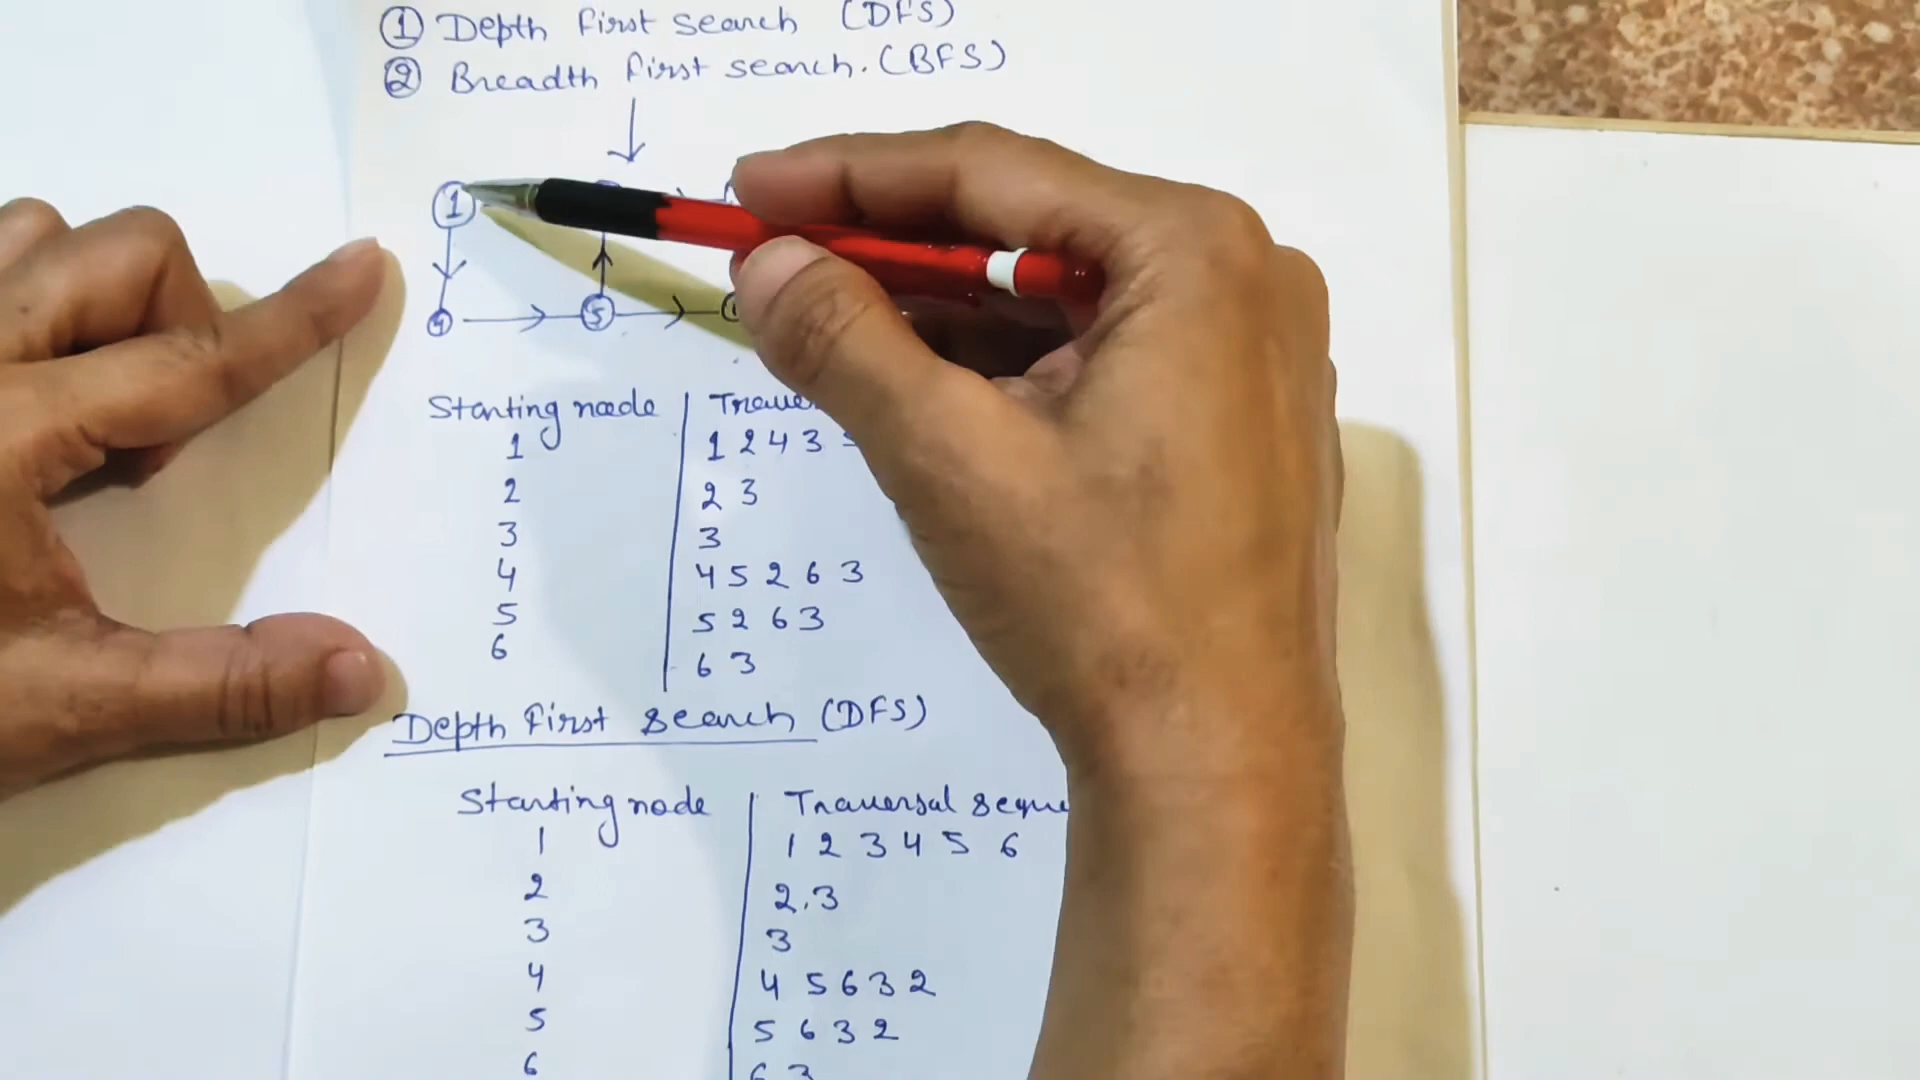 ① Depth first search (DFS)
② Breadth first search. (BFS)
1
4 5
Starting node
1 1 2 4 3
2 2 3
3 3
4 4 5 2 6 3
5 5 2 6 3
6 6 3
Depth first search (DFS)
Starting node Traversal
1 1 2 3 4 5 6
2 2,3
3 3
4 4 5 6 3 2
5 5 6 3 2
6